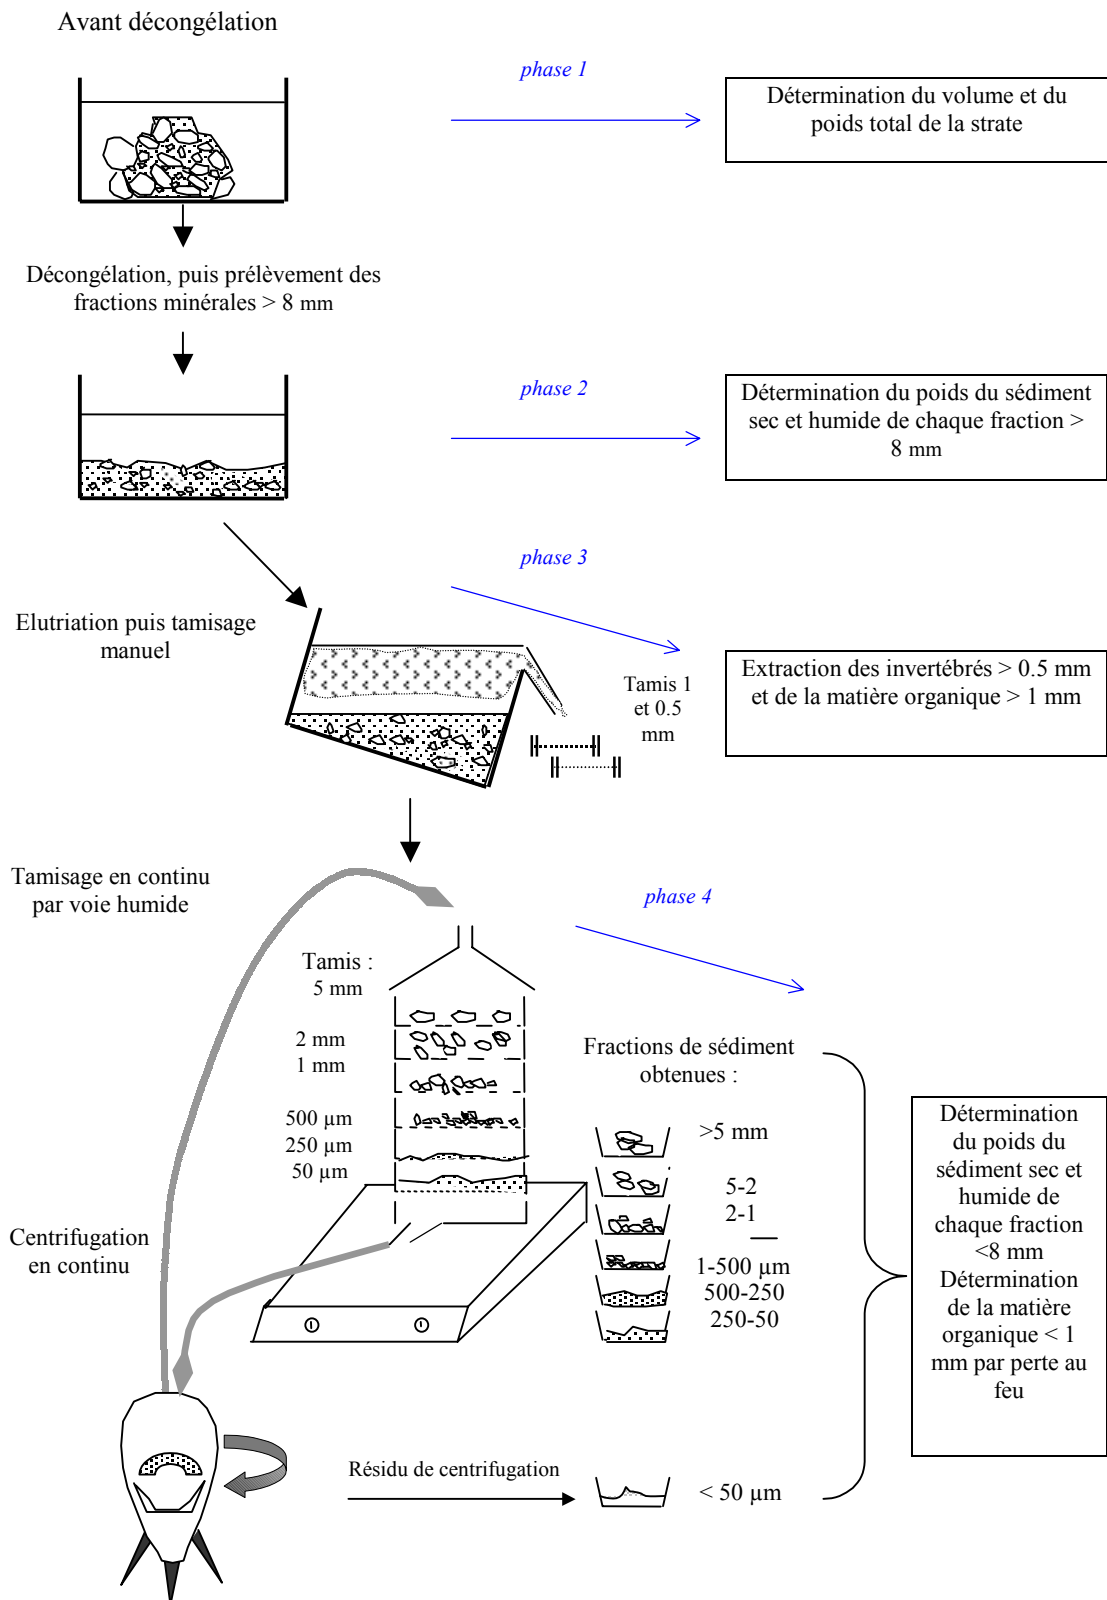 Avant décongélation
phase 1
Détermination du volume et du
poids total de la strate
Décongélation, puis prélèvement des
fractions minérales > 8 mm
phase 2
Détermination du poids du sédiment
sec et humide de chaque fraction >
8 mm
phase 3
Elutriation puis tamisage
manuel
Tamis 1
et 0.5
mm
Extraction des invertébrés > 0.5 mm
et de la matière organique > 1 mm
Tamisage en continu
par voie humide
phase 4
Tamis :
5 mm
2 mm
1 mm
500 µm
250 µm
50 µm
Fractions de sédiment
obtenues :
>5 mm
5-2
2-1
1-500 µm
500-250
250-50
Détermination
du poids du
sédiment sec et
humide de
chaque fraction
<8 mm
Détermination
de la matière
organique < 1
mm par perte au
feu
Centrifugation
en continu
Résidu de centrifugation
< 50 µm